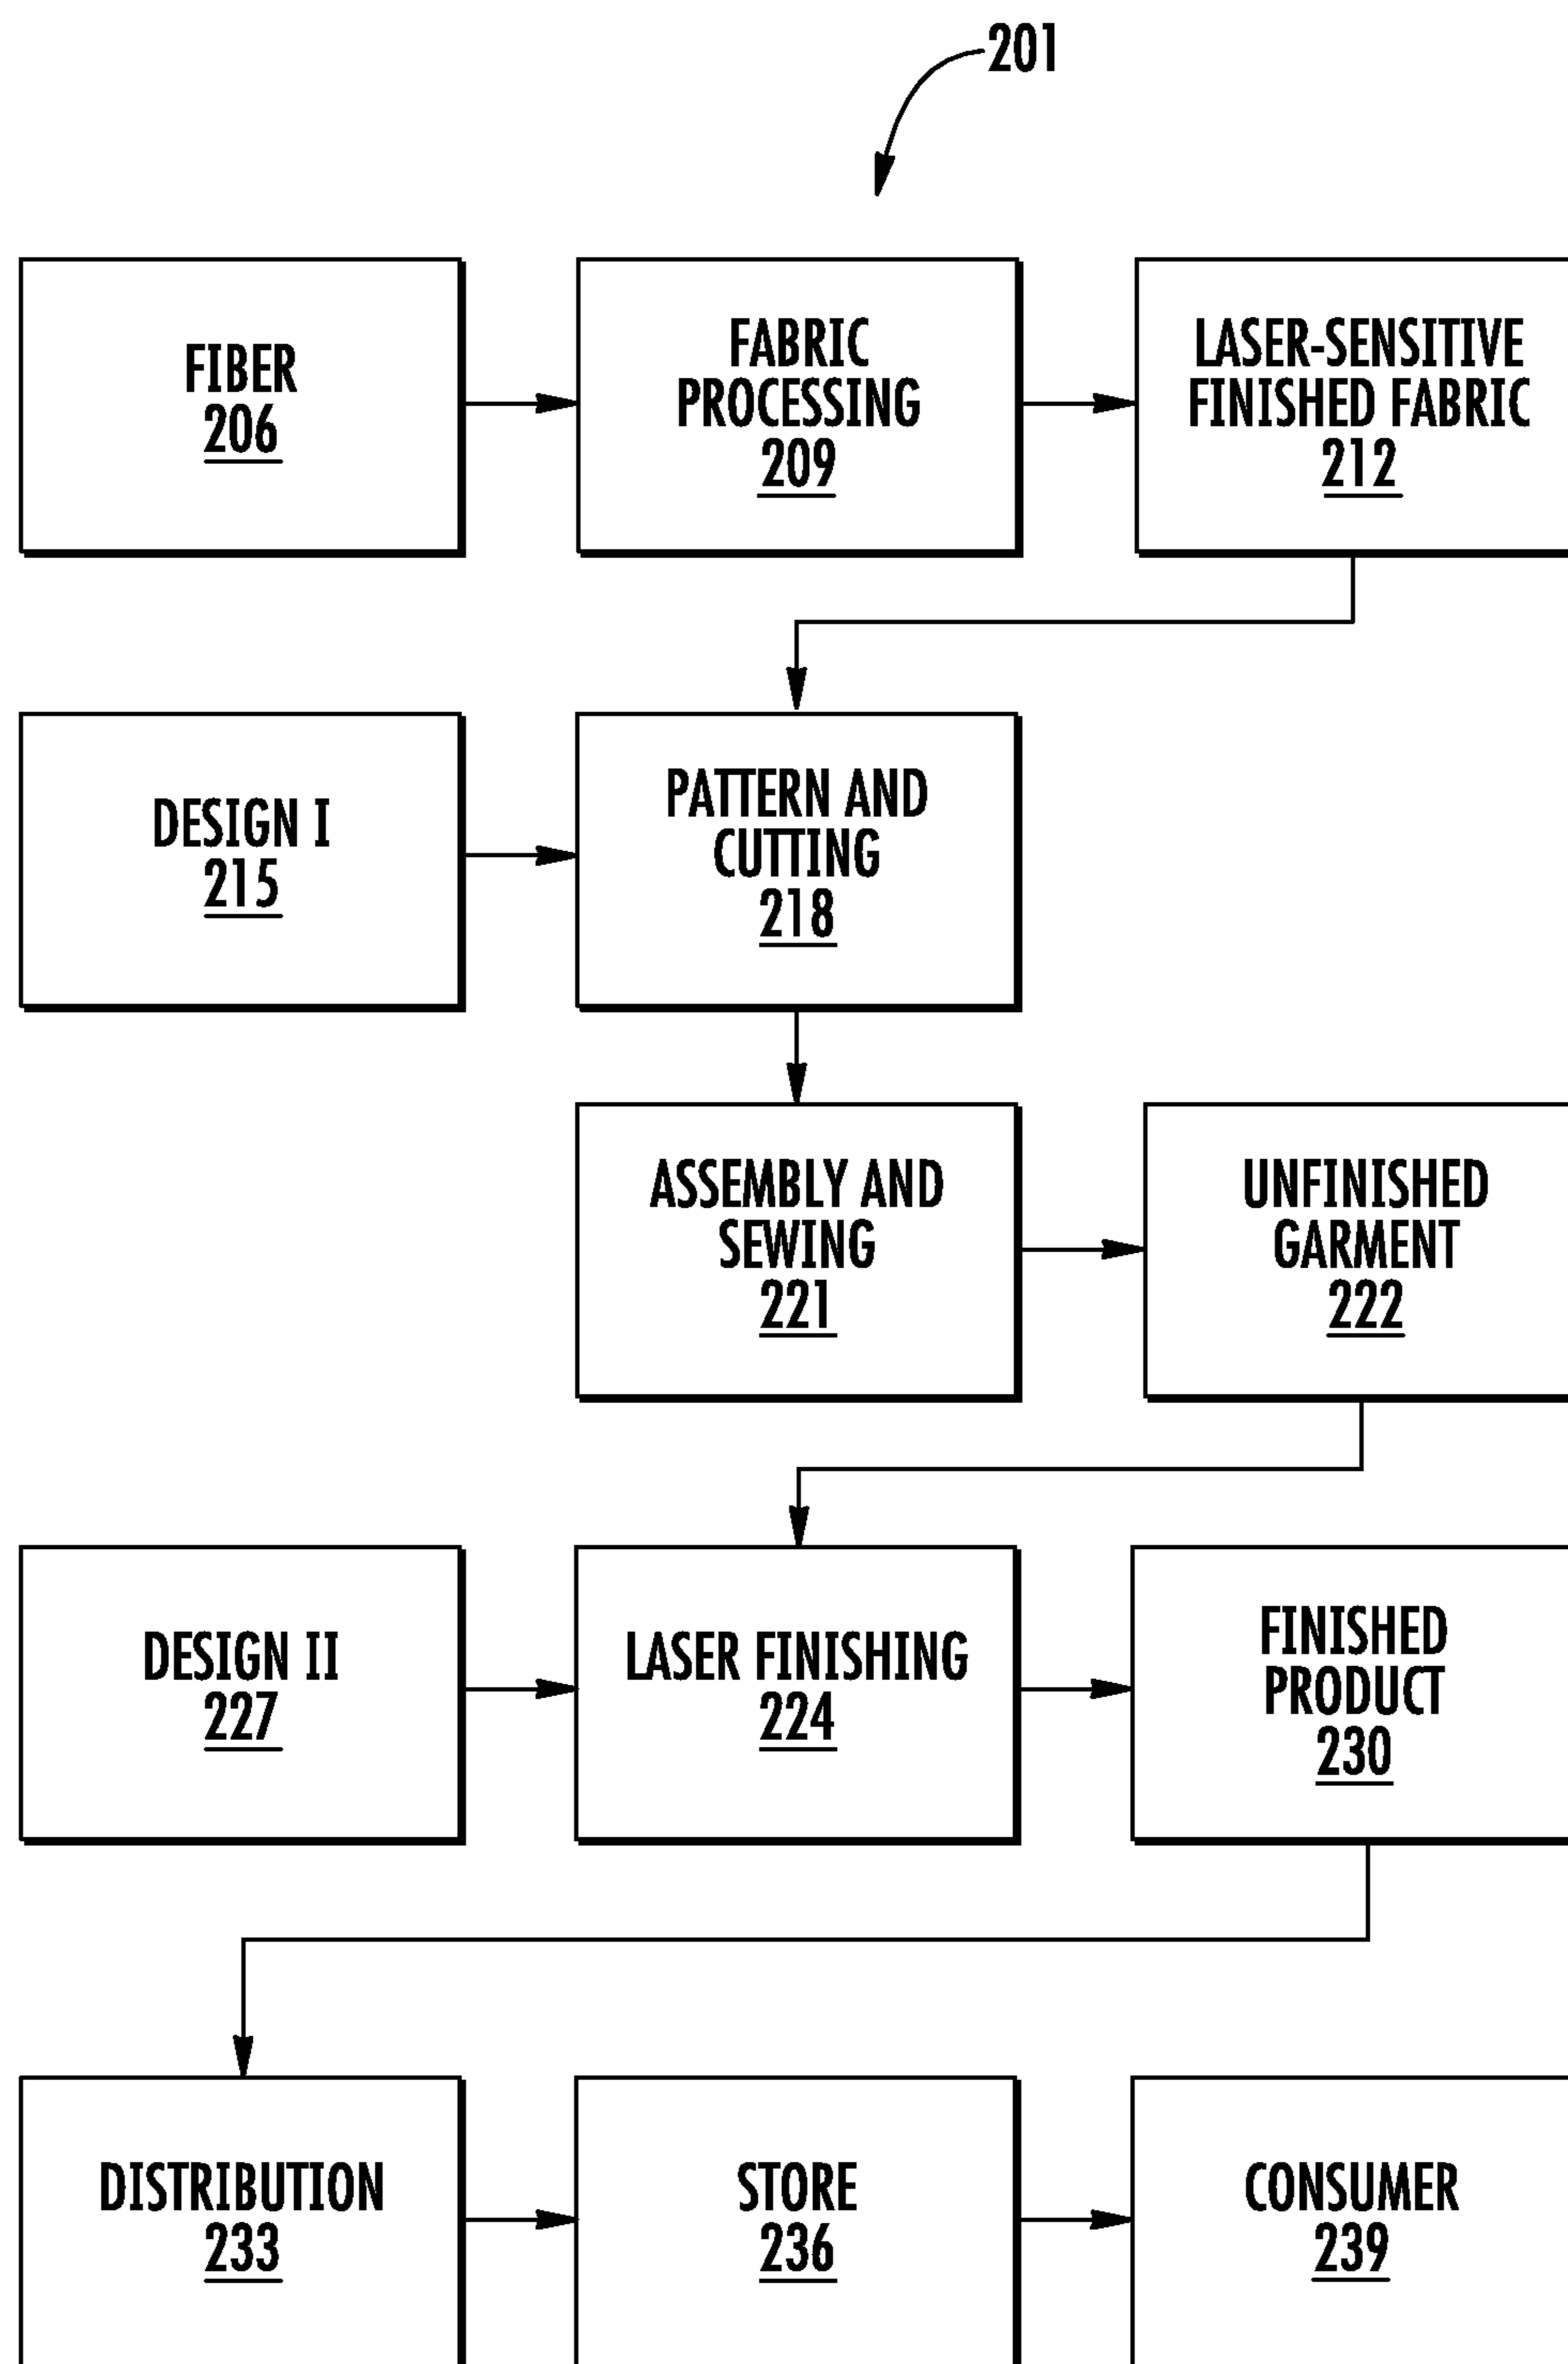 201
FIBER
206
FABRIC
PROCESSING
209
LASER-SENSITIVE
FINISHED FABRIC
212
DESIGN I
215
PATTERN AND
CUTTING
218
ASSEMBLY AND
SEWING
221
UNFINISHED
GARMENT
222
DESIGN II
227
LASER FINISHING
224
FINISHED
PRODUCT
230
DISTRIBUTION
233
STORE
236
CONSUMER
239